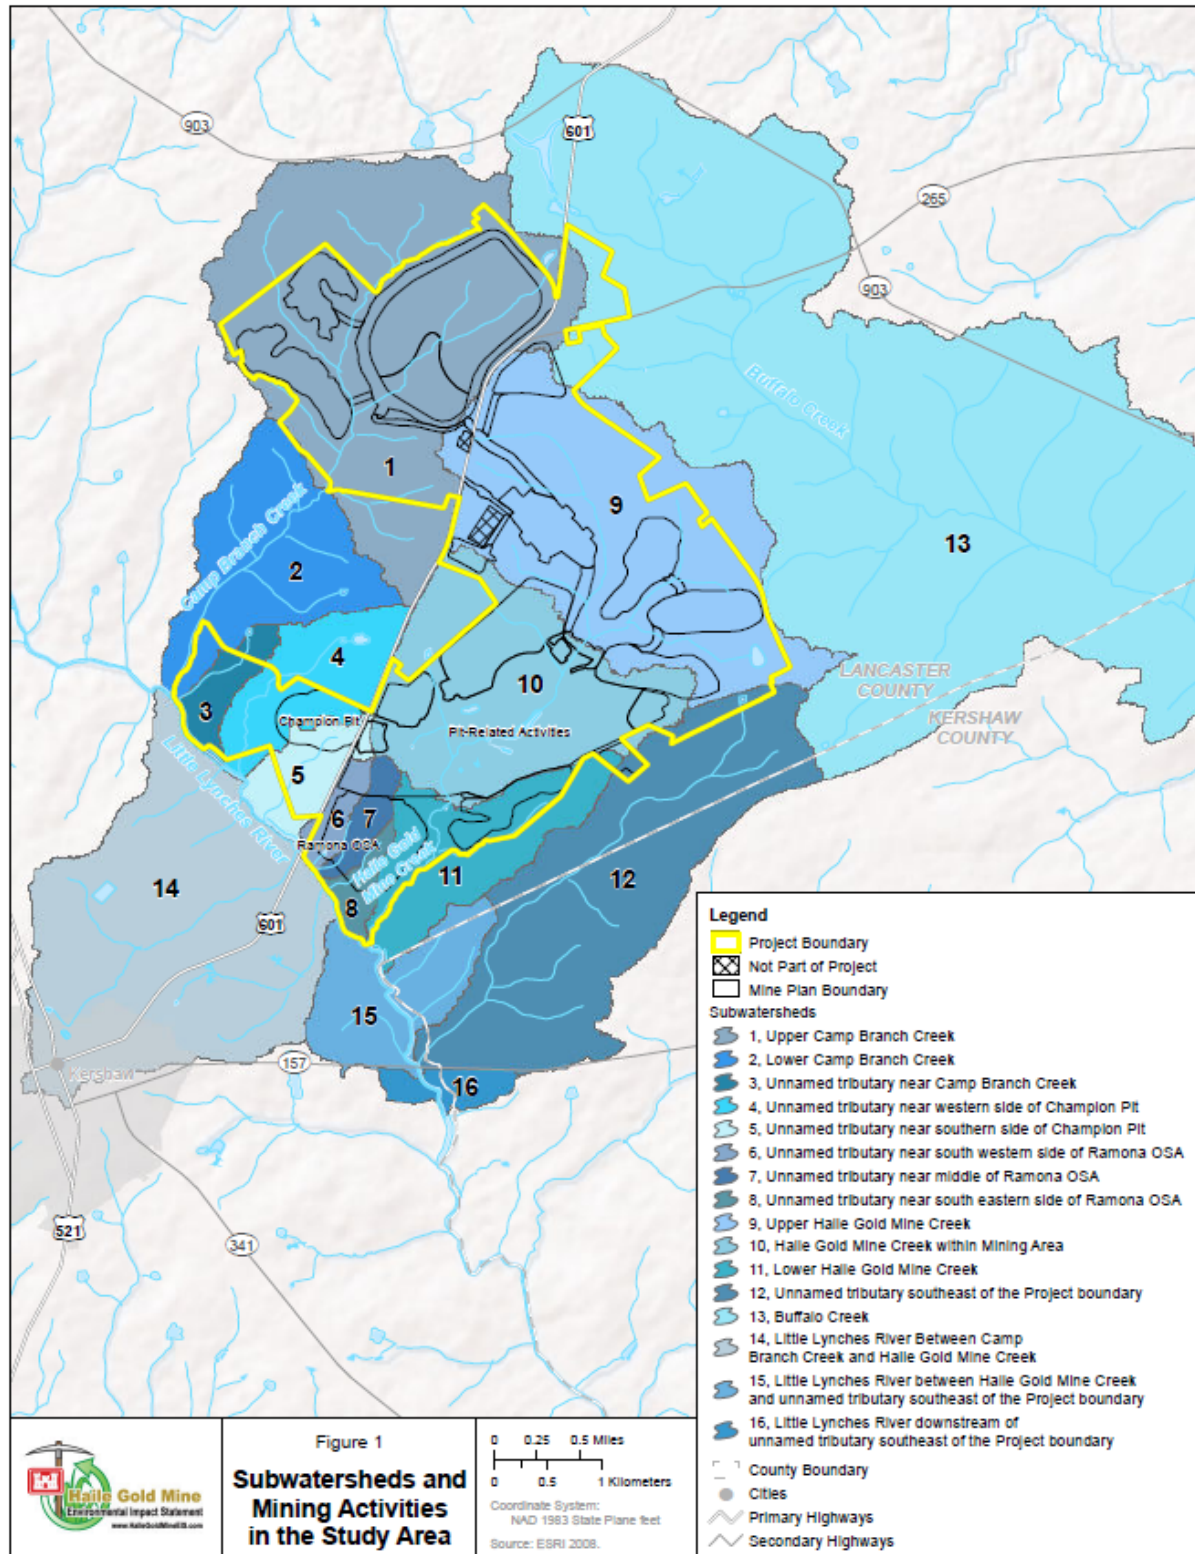 903
601
265
903
Buffalo Creek
1
9
13
Camp Branch Creek
2
4
LANCASTER
COUNTY
10
KERSHAW
COUNTY
3
Champion Pit
Pit-Related Activities
Little Lynches River
5
6
7
Ramona OSA
Haile Gold
Mine Creek
11
12
14
8
601
15
157
Kershaw
16
521
341
Legend
Project Boundary
Not Part of Project
Mine Plan Boundary
Subwatersheds
1, Upper Camp Branch Creek
2, Lower Camp Branch Creek
3, Unnamed tributary near Camp Branch Creek
4, Unnamed tributary near western side of Champion Pit
5, Unnamed tributary near southern side of Champion Pit
6, Unnamed tributary near south western side of Ramona OSA
7, Unnamed tributary near middle of Ramona OSA
8, Unnamed tributary near south eastern side of Ramona OSA
9, Upper Haile Gold Mine Creek
10, Haile Gold Mine Creek within Mining Area
11, Lower Haile Gold Mine Creek
12, Unnamed tributary southeast of the Project boundary
13, Buffalo Creek
14, Little Lynches River Between Camp
Branch Creek and Haile Gold Mine Creek
15, Little Lynches River between Haile Gold Mine Creek
and unnamed tributary southeast of the Project boundary
16, Little Lynches River downstream of
unnamed tributary southeast of the Project boundary
County Boundary
Cities
Primary Highways
Secondary Highways
Haile Gold Mine
Environmental Impact Statement
www.HaileGoldMineEIS.com
Figure 1
Subwatersheds and
Mining Activities
in the Study Area
0 0.25 0.5 Miles
0 0.5 1 Kilometers
Coordinate System:
NAD 1983 State Plane feet
Source: ESRI 2008.